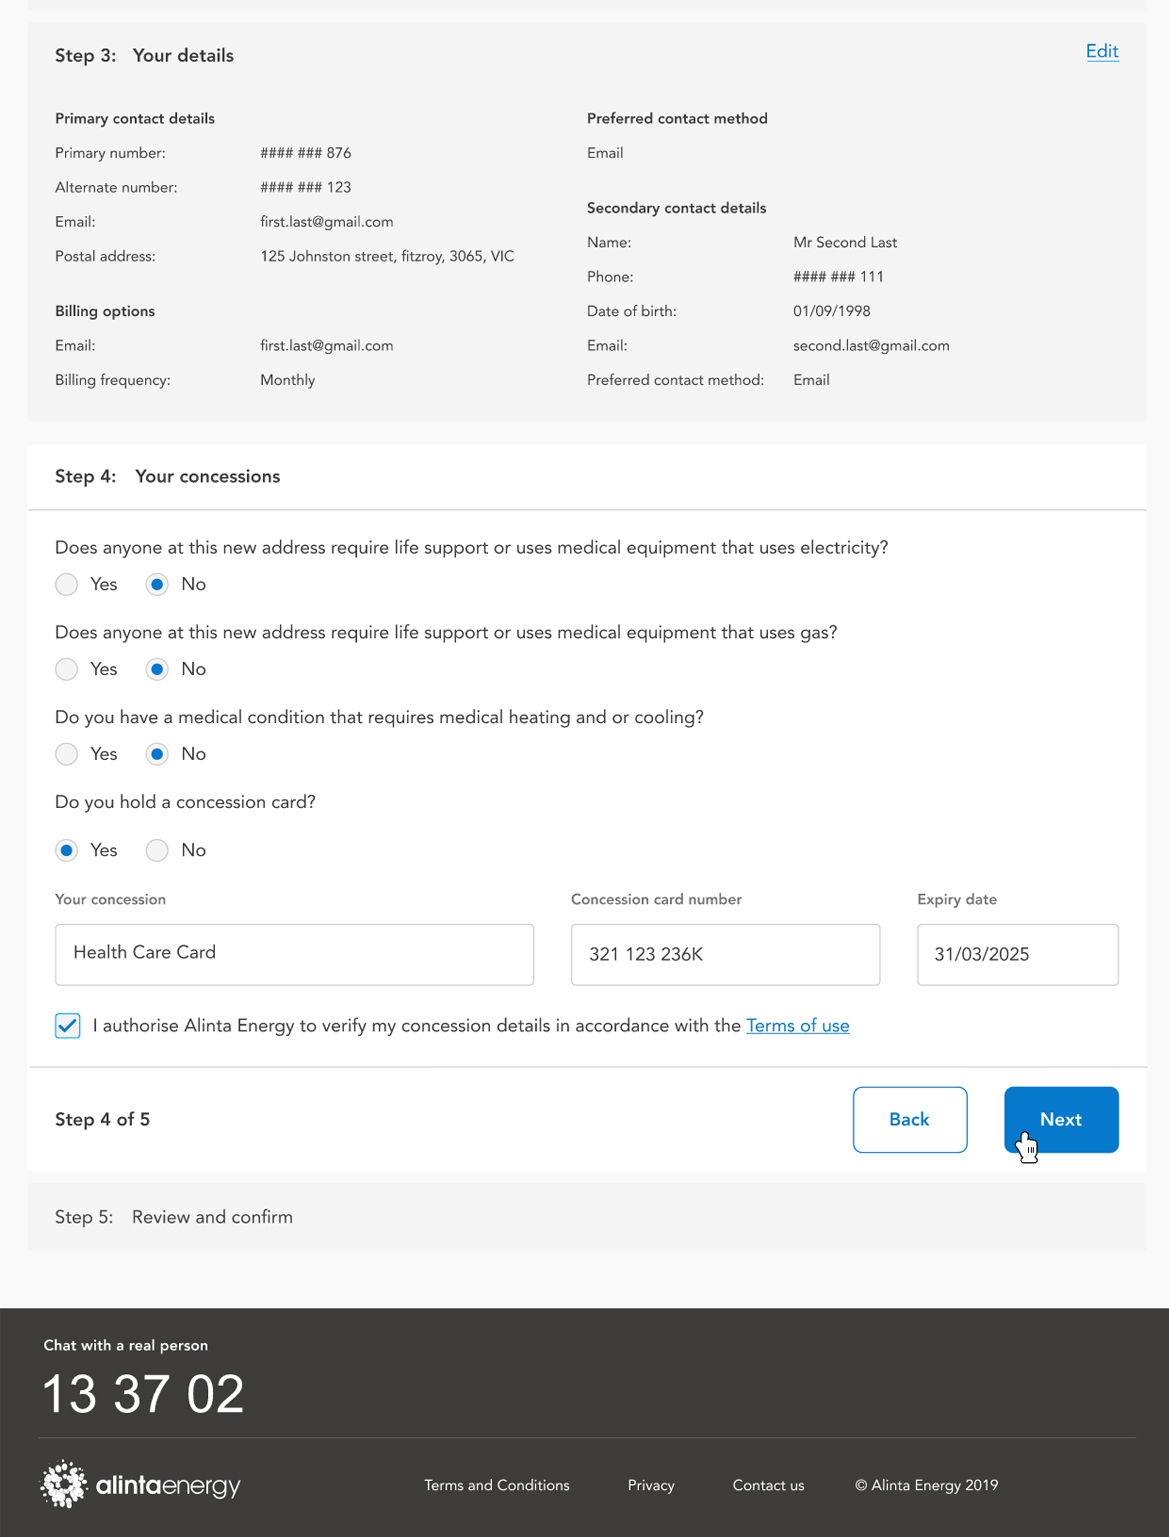 Step 3: Your details
Edit
Primary contact details
Primary number: #### ### 876
Alternate number: #### ### 123
Email: first.last@gmail.com
Postal address: 125 Johnston street, fitzroy, 3065, VIC
Billing options
Email: first.last@gmail.com
Billing frequency: Monthly
Preferred contact method
Email
Secondary contact details
Name: Mr Second Last
Phone: #### ### 111
Date of birth: 01/09/1998
Email: second.last@gmail.com
Preferred contact method: Email
Step 4: Your concessions
Does anyone at this new address require life support or uses medical equipment that uses electricity?
Yes No
Does anyone at this new address require life support or uses medical equipment that uses gas?
Yes No
Do you have a medical condition that requires medical heating and or cooling?
Yes No
Do you hold a concession card?
Yes No
Your concession Concession card number Expiry date
Health Care Card 321 123 236K 31/03/2025
I authorise Alinta Energy to verify my concession details in accordance with the Terms of use
Step 4 of 5 Back Next
Step 5: Review and confirm
Chat with a real person
13 37 02
alintaenergy Terms and Conditions Privacy Contact us © Alinta Energy 2019